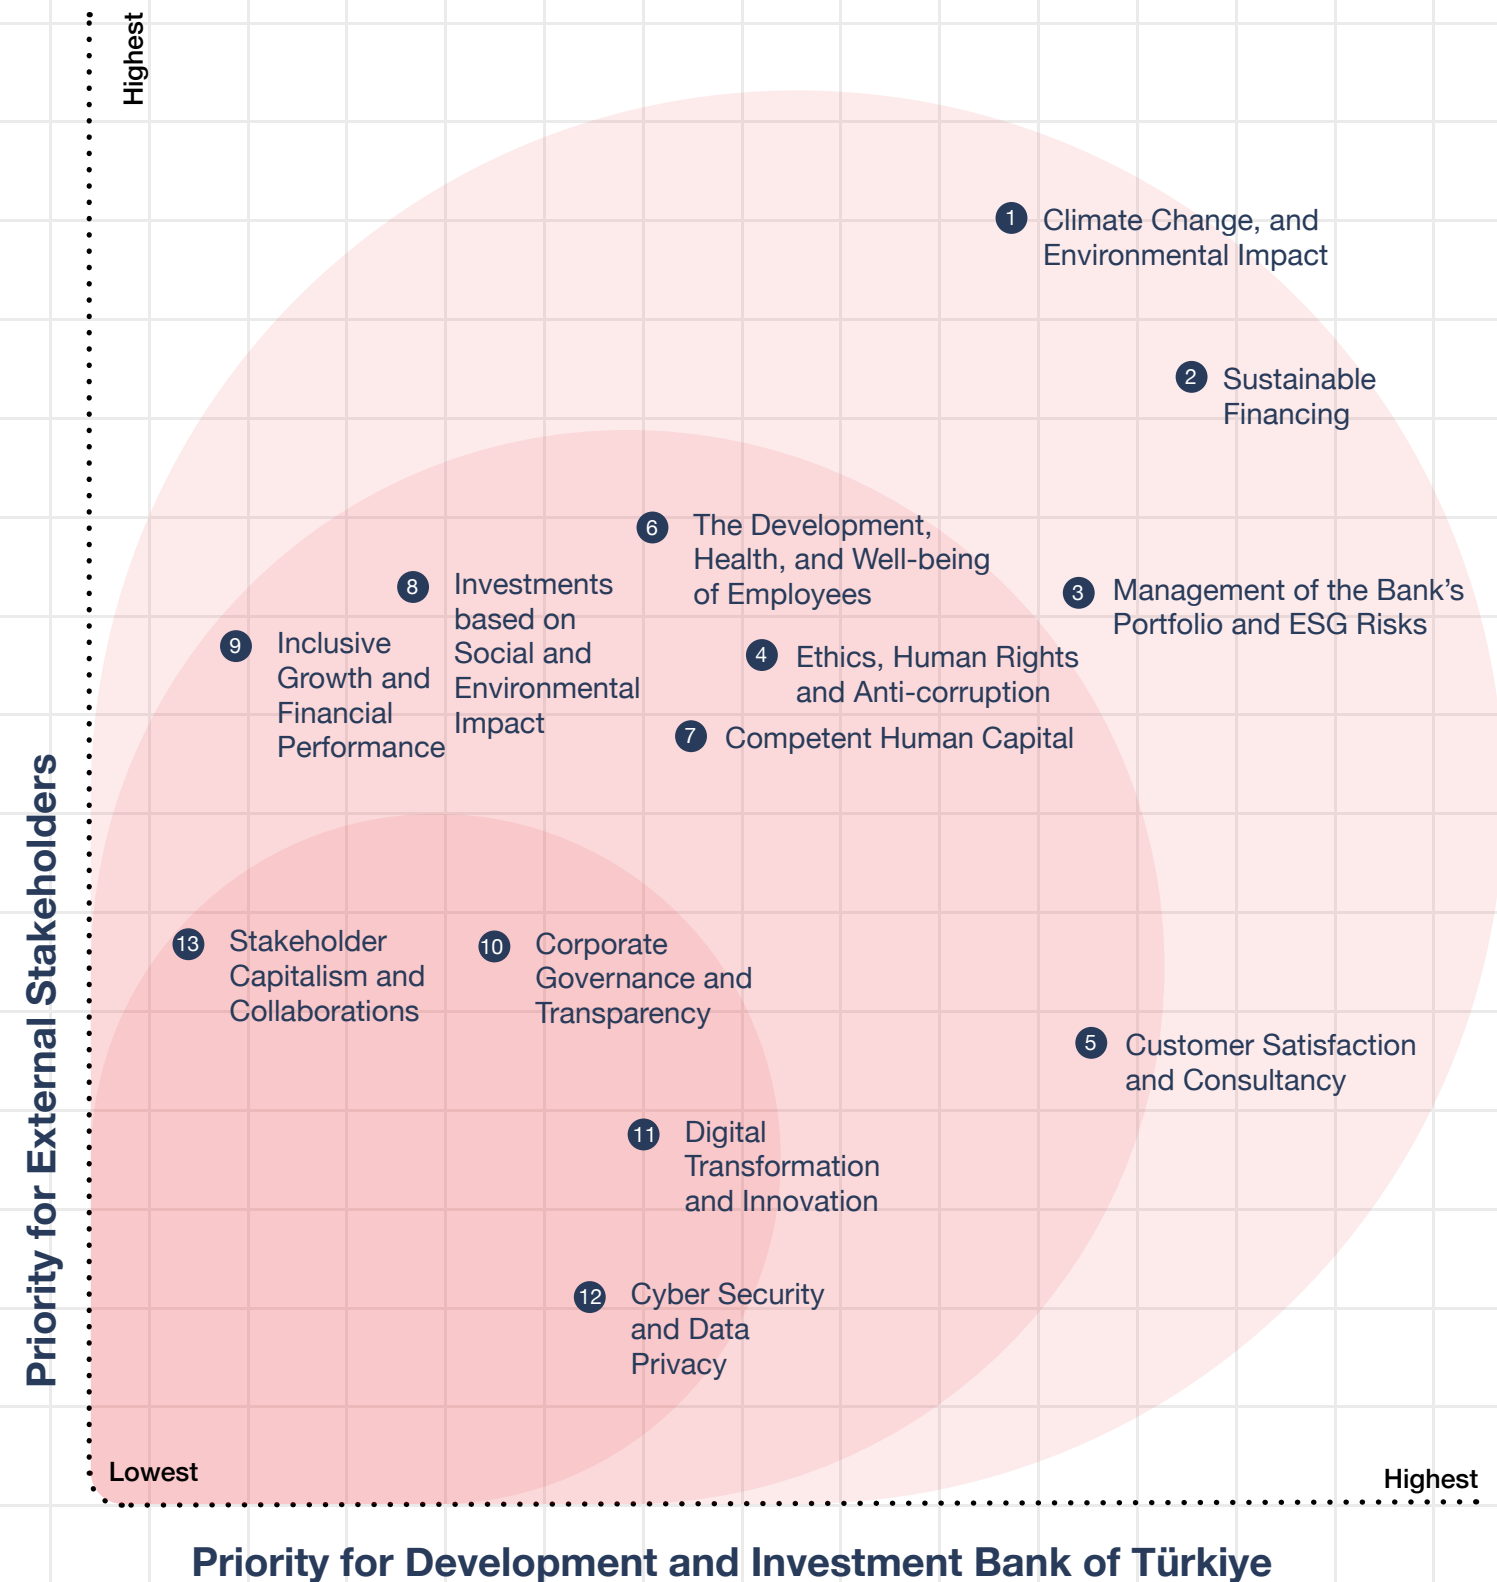 Highest
1
Climate Change, and
Environmental Impact
2
Sustainable
Financing
6
The Development,
Health, and Well-being
of Employees
8
Investments
based on
Social and
Environmental
Impact
3
Management of the Bank’s
Portfolio and ESG Risks
9
Inclusive
Growth and
Financial
Performance
4
Ethics, Human Rights
and Anti-corruption
7
Competent Human Capital
Priority for External Stakeholders
13
Stakeholder
Capitalism and
Collaborations
10
Corporate
Governance and
Transparency
5
Customer Satisfaction
and Consultancy
11
Digital
Transformation
and Innovation
12
Cyber Security
and Data
Privacy
Lowest
Highest
Priority for Development and Investment Bank of Türkiye